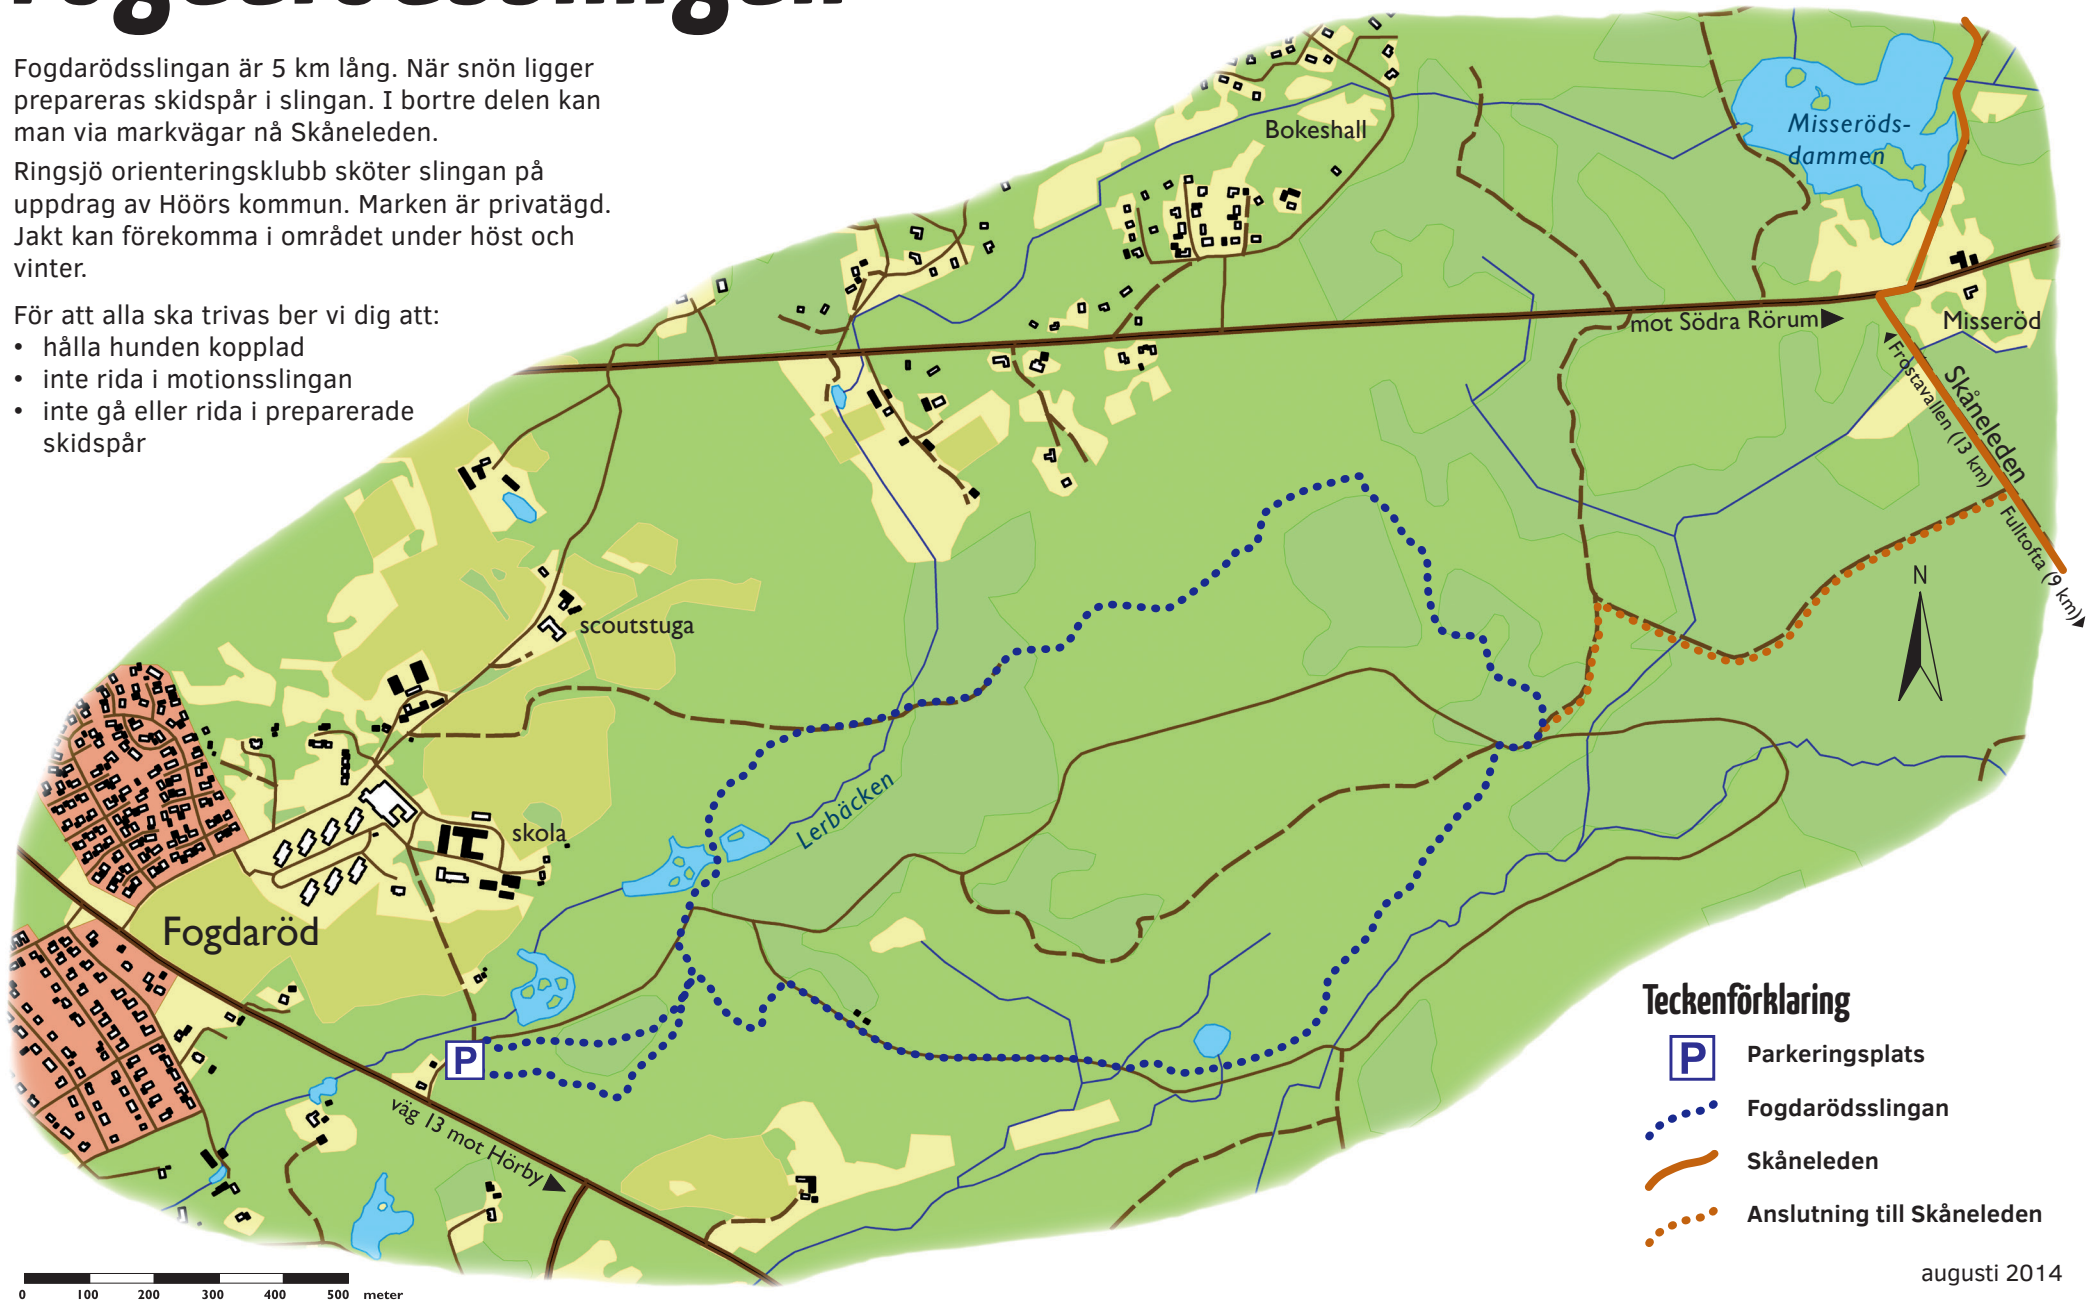 Fogdarödsslingan
Fogdarödsslingan är 5 km lång. När snön ligger
prepareras skidspår i slingan. I bortre delen kan
man via markvägar nå Skåneleden.
Ringsjö orienteringsklubb sköter slingan på
uppdrag av Höörs kommun. Marken är privatägd.
Jakt kan förekomma i området under höst och
vinter.
För att alla ska trivas ber vi dig att:
• hålla hunden kopplad
• inte rida i motionsslingan
• inte gå eller rida i preparerade
skidspår
Bokeshall
Misseröds-
dammen
mot Södra Rörum
Misseröd
Frostavallen (13 km)
Skåneleden
Fulltofta (9 km)
N
scoutstuga
skola
Lerbäcken
Fogdaröd
P
väg 13 mot Hörby
Teckenförklaring
P Parkeringsplats
Fogdarödsslingan
Skåneleden
Anslutning till Skåneleden
augusti 2014
0 100 200 300 400 500 meter